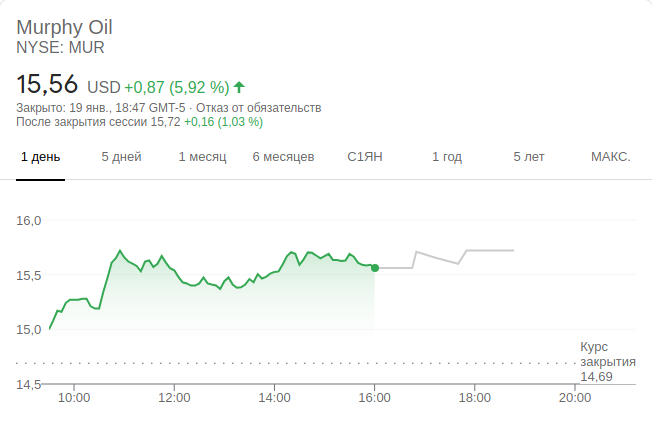 Murphy Oil
NYSE: MUR
15,56 USD +0,87 (5,92 %)
Закрыто: 19 янв., 18:47 GMT-5 · Отказ от обязательств
После закрытия сессии 15,72 +0,16 (1,03 %)
1 день 5 дней 1 месяц 6 месяцев С1ЯН 1 год 5 лет МАКС.
16,0
15,5
15,0
Курс
закрытия
14,69
14,5
10:00 12:00 14:00 16:00 18:00 20:00